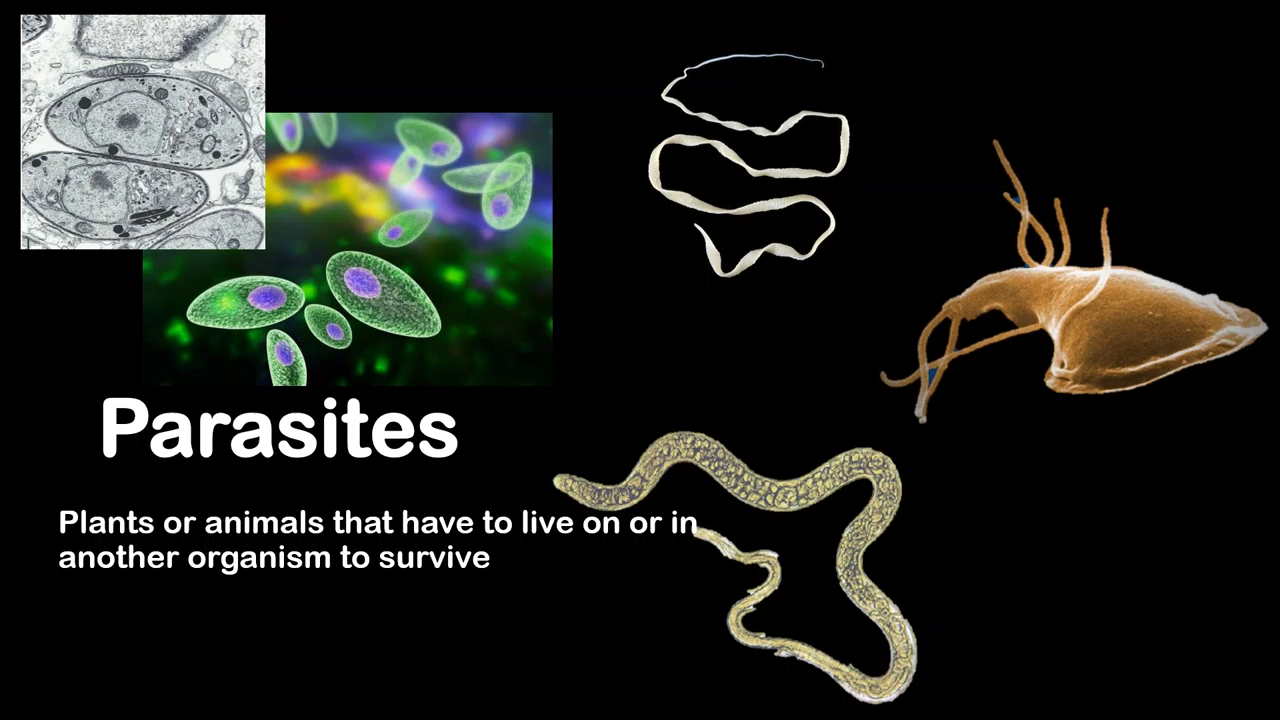 Parasites
Plants or animals that have to live on or in
another organism to survive